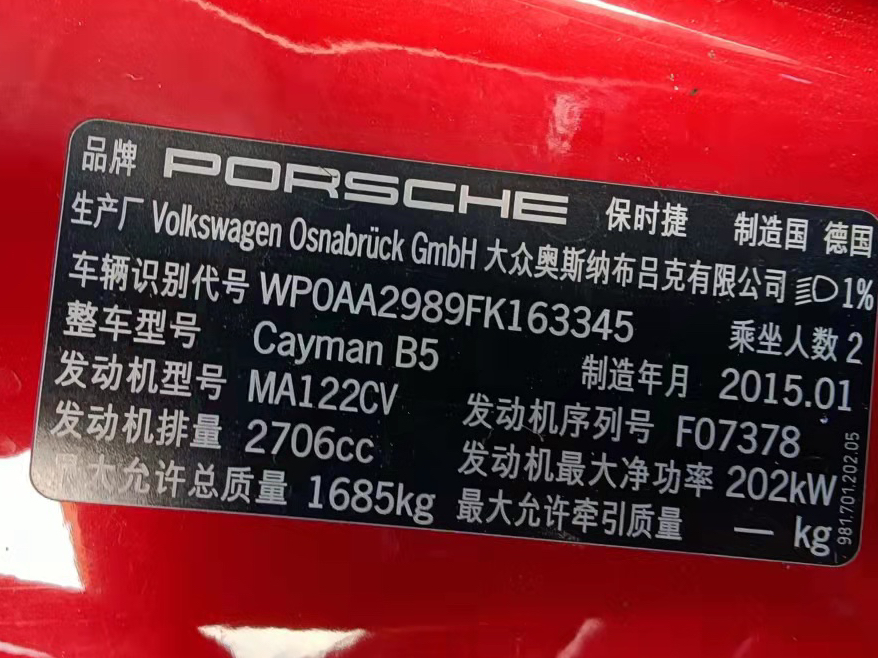 品牌 PORSCHE 保时捷 制造国 德国
生产厂 Volkswagen Osnabrück GmbH 大众奥斯纳布吕克有限公司 1%
车辆识别代号 WP0AA2989FK163345 乘坐人数 2
整车型号 Cayman B5 制造年月 2015.01
发动机型号 MA122CV 发动机序列号 F07378
发动机排量 2706cc 发动机最大净功率 202kW
最大允许总质量 1685kg 最大允许牵引质量 — kg
981.701.202.05